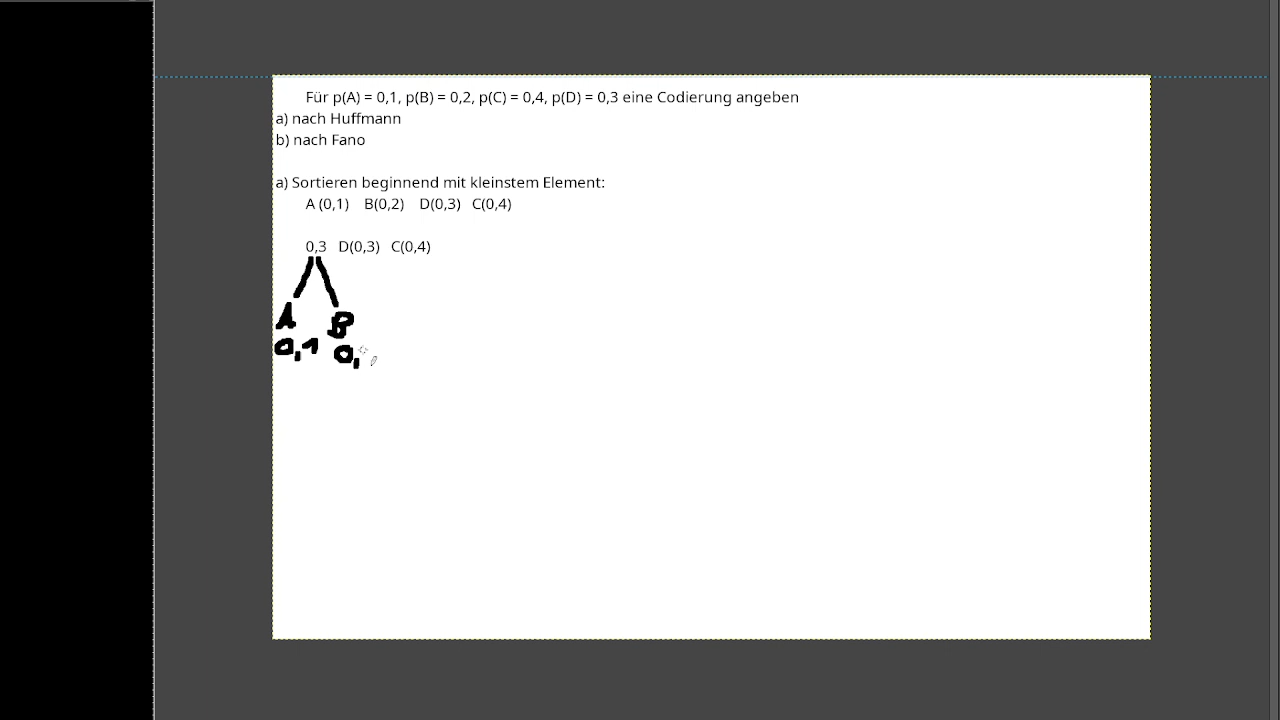 Für p(A) = 0,1, p(B) = 0,2, p(C) = 0,4, p(D) = 0,3 eine Codierung angeben
a) nach Huffmann
b) nach Fano
a) Sortieren beginnend mit kleinstem Element:
A (0,1) B(0,2) D(0,3) C(0,4)
0,3 D(0,3) C(0,4)
A B
0,1 0,